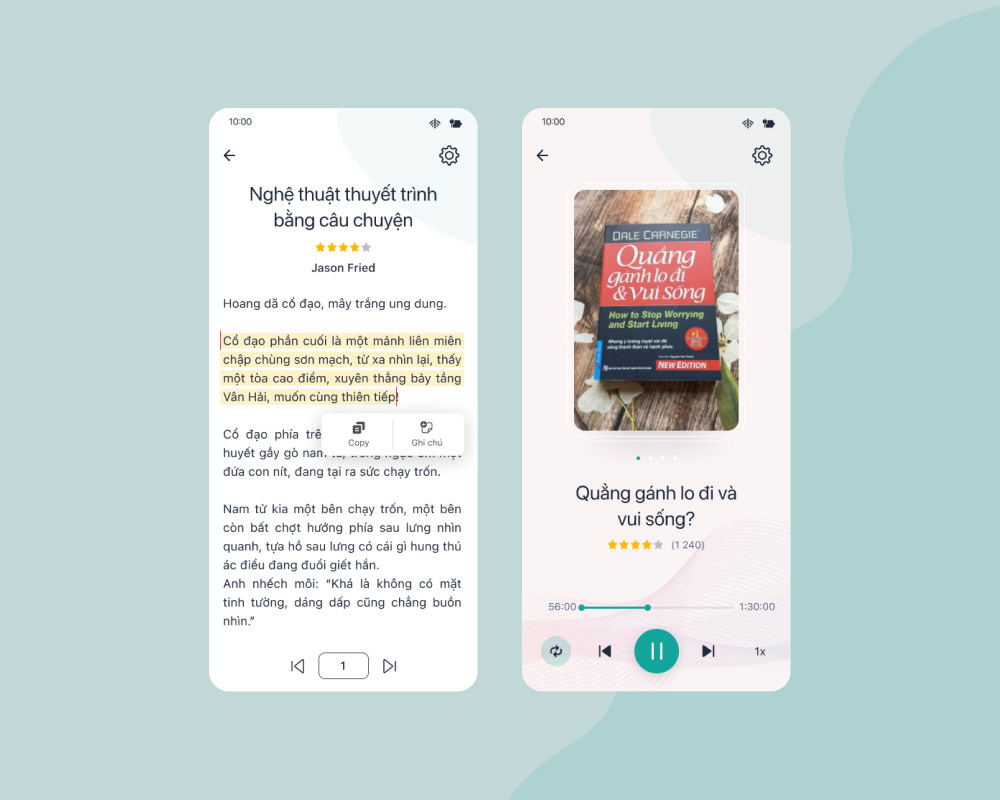 10:00
Nghệ thuật thuyết trình
bằng câu chuyện
Jason Fried
Hoang dã cổ đạo, mây trắng ung dung.
Cổ đạo phần cuối là một mảnh liên miên
chập chùng sơn mạch, từ xa nhìn lại, thấy
một tòa cao điểm, xuyên thẳng bảy tầng
Vân Hải, muốn cùng thiên tiếp!
Copy
Ghi chú
Cổ đạo phía trê
huyết gầy gò nam
đứa con nít, đang tại ra sức chạy trốn.
Nam tử kia một bên chạy trốn, một bên
còn bất chợt hướng phía sau lưng nhìn
quanh, tựa hồ sau lưng có cái gì hung thú
ác điểu đang đuổi giết hắn.
Anh nhếch môi: “Khá là không có mặt
tinh tường, dáng dấp cũng chẳng buồn
nhìn.”
1
10:00
DALE CARNEGIE
Quẳng
gánh lo đi
& Vui Sống
How to Stop Worrying
and Start Living
#1
NEW EDITION
Quẳng gánh lo đi và
vui sống?
(1 240)
56:00
1:30:00
1x